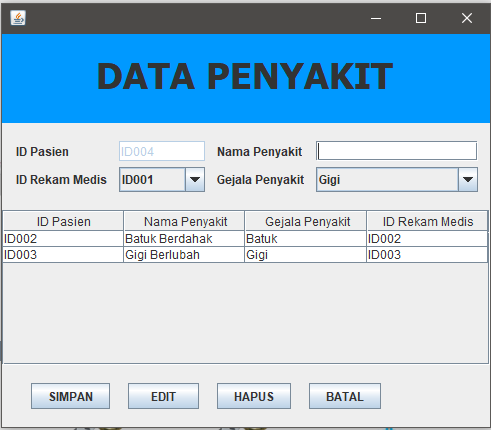 DATA PENYAKIT
ID Pasien ID004 Nama Penyakit
ID Rekam Medis ID001 Gejala Penyakit Gigi
ID Pasien Nama Penyakit Gejala Penyakit ID Rekam Medis
ID002 Batuk Berdahak Batuk ID002
ID003 Gigi Berlubah Gigi ID003
SIMPAN EDIT HAPUS BATAL